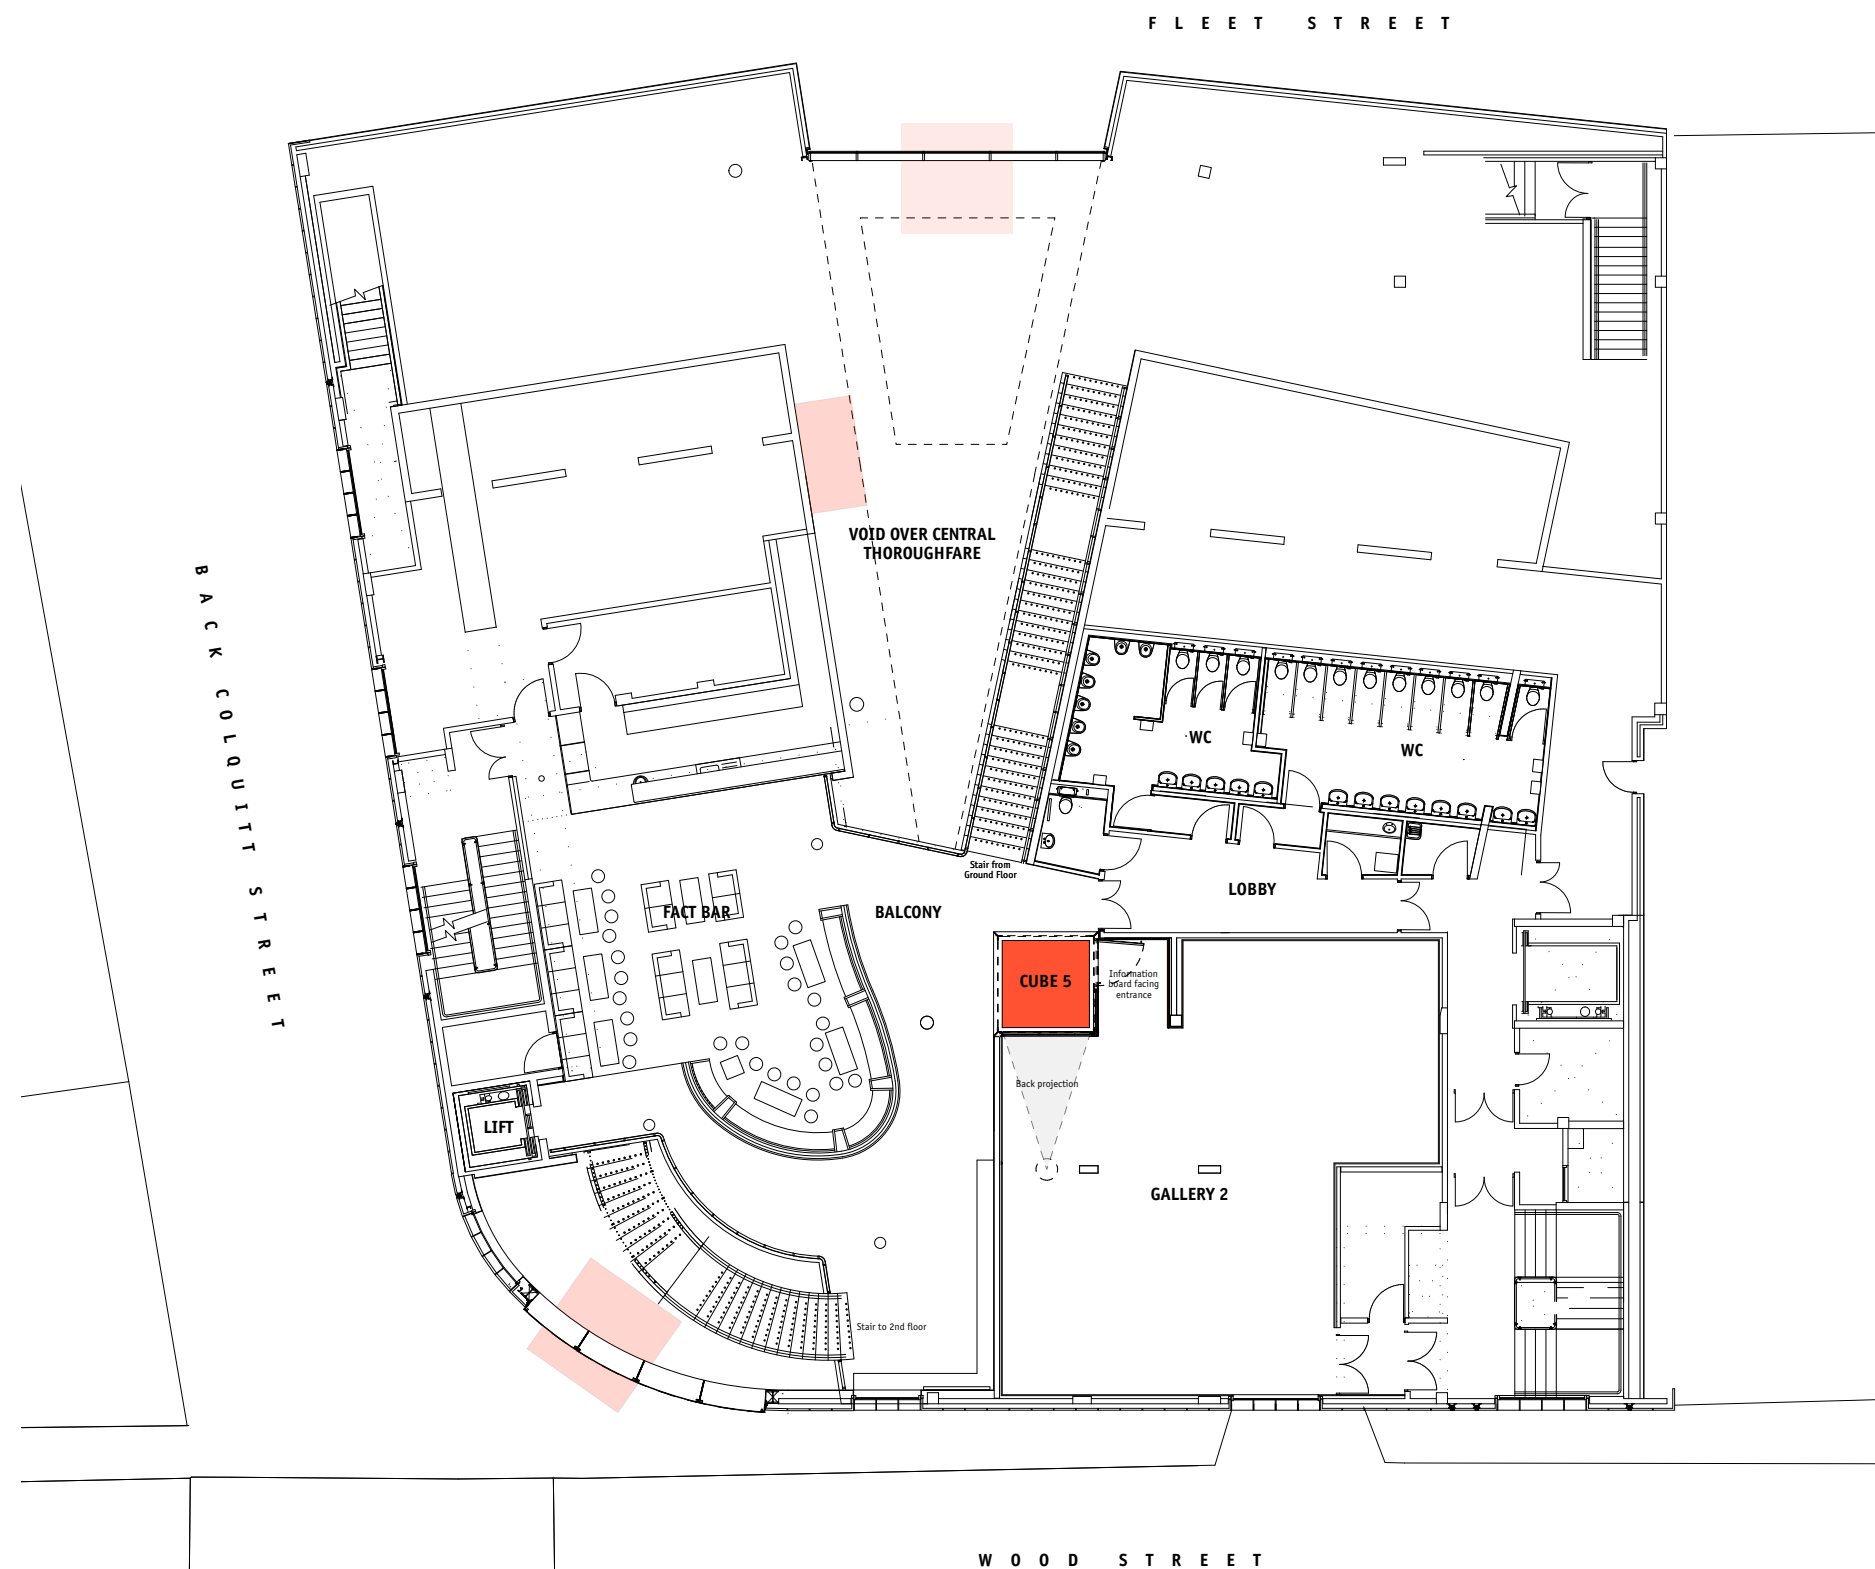 FLEET STREET
VOID OVER CENTRAL
THOROUGHFARE
BACK COLQUITT STREET
WC
WC
Stair from
Ground Floor
LOBBY
FACT BAR
BALCONY
CUBE 5
Information
board facing
entrance
Back projection
LIFT
GALLERY 2
Stair to 2nd floor
WOOD STREET